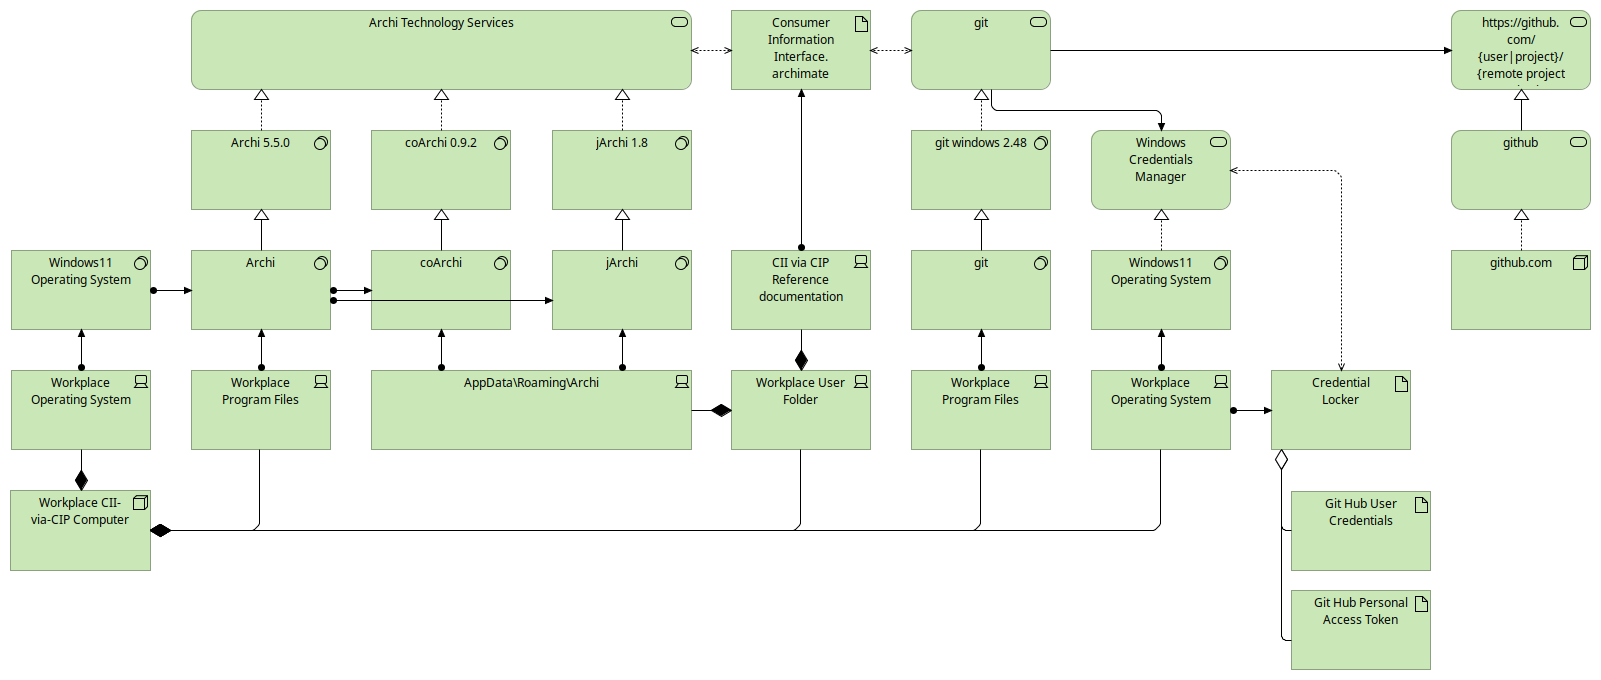 Archi Technology Services
Consumer
Information
Interface.
archimate
git
https://github.
com/
{user|project}/
{remote project
Archi 5.5.0
coArchi 0.9.2
jArchi 1.8
git windows 2.48
Windows
Credentials
Manager
github
Windows11
Operating System
Archi
coArchi
jArchi
CII via CIP
Reference
documentation
git
Windows11
Operating System
github.com
Workplace
Operating System
Workplace
Program Files
AppData\Roaming\Archi
Workplace User
Folder
Workplace
Program Files
Workplace
Operating System
Credential
Locker
Workplace CII-
via-CIP Computer
Git Hub User
Credentials
Git Hub Personal
Access Token